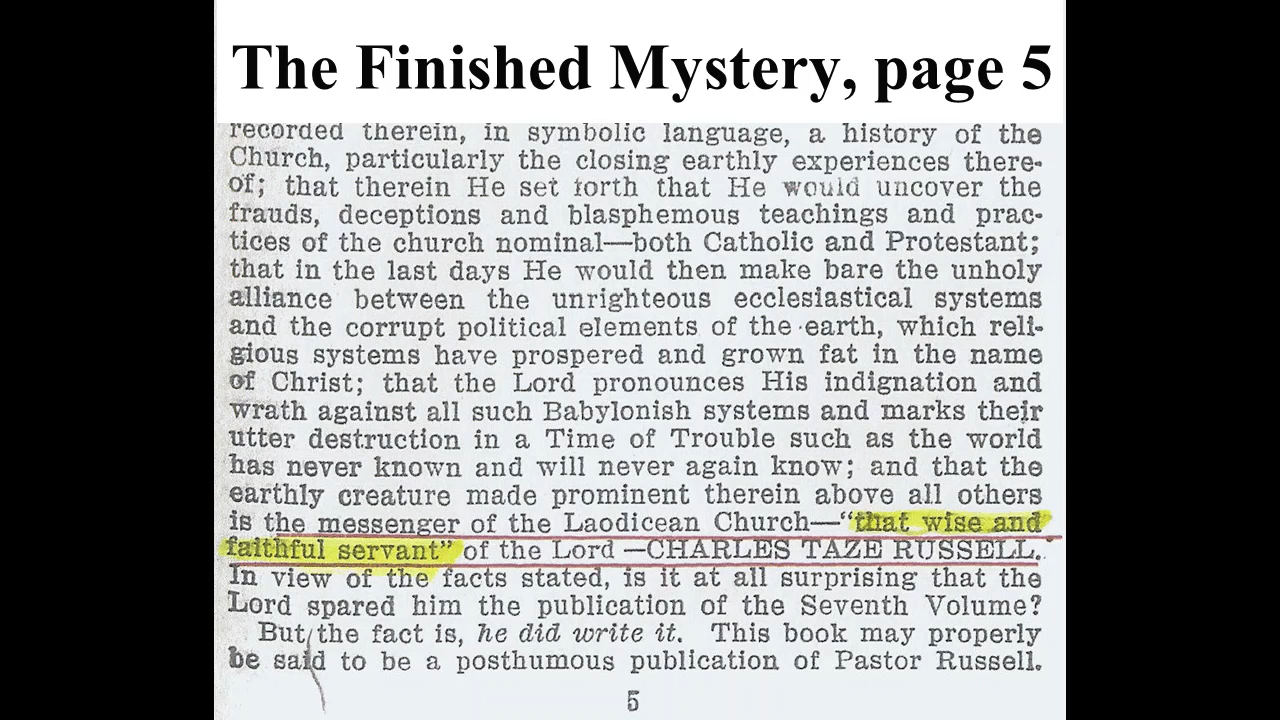 The Finished Mystery, page 5
recorded therein, in symbolic language, a history of the
Church, particularly the closing earthly experiences there-
of; that therein He set forth that He would uncover the
frauds, deceptions and blasphemous teachings and prac-
tices of the church nominal—both Catholic and Protestant;
that in the last days He would then make bare the unholy
alliance between the unrighteous ecclesiastical systems
and the corrupt political elements of the earth, which reli-
gious systems have prospered and grown fat in the name
of Christ; that the Lord pronounces His indignation and
wrath against all such Babylonish systems and marks their
utter destruction in a Time of Trouble such as the world
has never known and will never again know; and that the
earthly creature made prominent therein above all others
is the messenger of the Laodicean Church—"that wise and
faithful servant" of the Lord—CHARLES TAZE RUSSELL.
In view of the facts stated, is it at all surprising that the
Lord spared him the publication of the Seventh Volume?
But the fact is, he did write it. This book may properly
be said to be a posthumous publication of Pastor Russell.
5